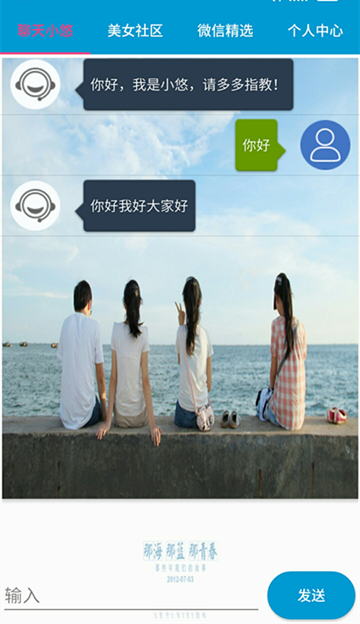 聊天小悠 美女社区 微信精选 个人中心
你好，我是小悠，请多多指教！
你好
你好我好大家好
那海 那蓝 那青春
2012-07-03
输入
发送